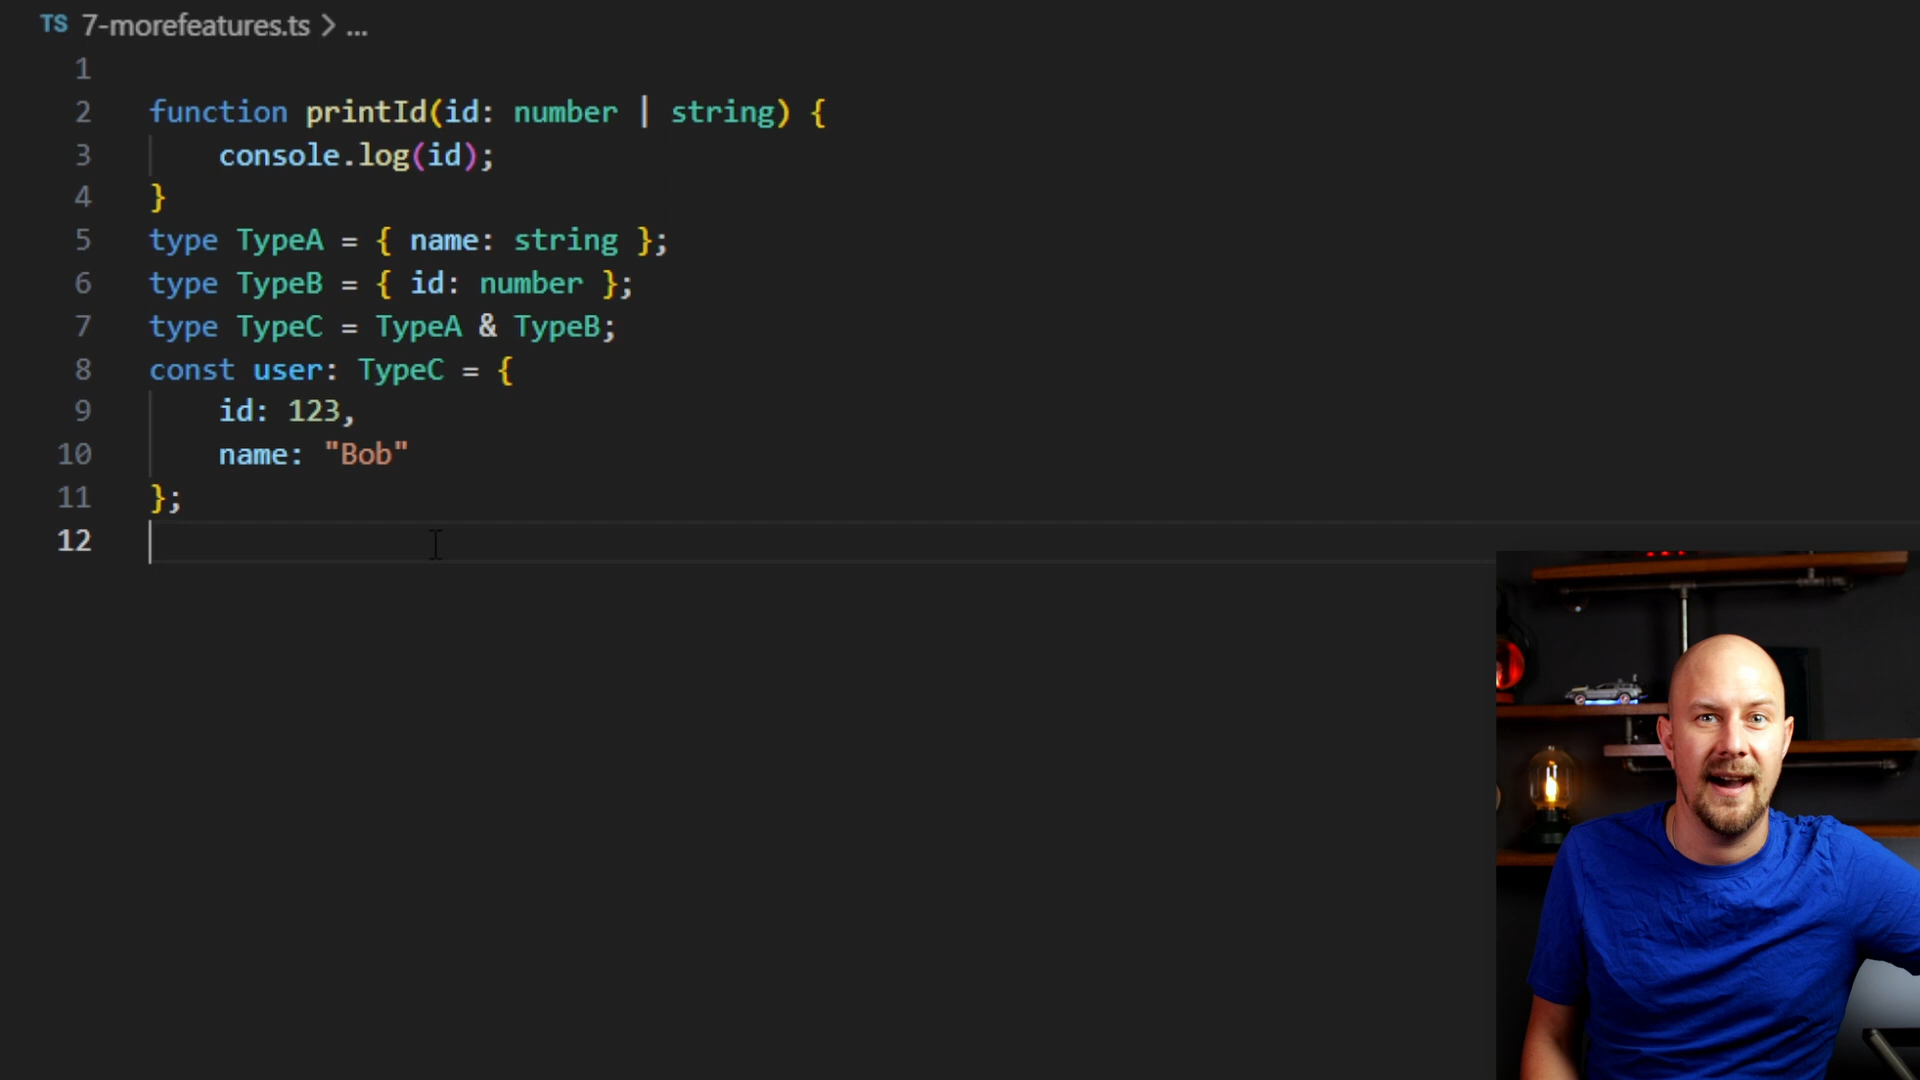 TS 7-morefeatures.ts > ...
1
2 function printId(id: number | string) {
3     console.log(id);
4 }
5 type TypeA = { name: string };
6 type TypeB = { id: number };
7 type TypeC = TypeA & TypeB;
8 const user: TypeC = {
9     id: 123,
10     name: "Bob"
11 };
12